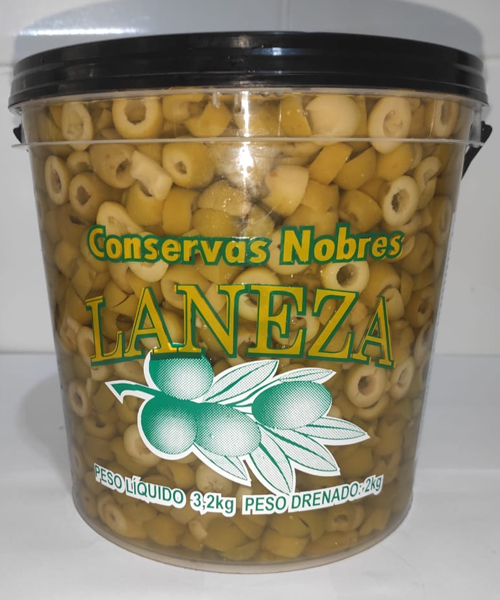 Conservas Nobres
LANEZA
PESO LÍQUIDO 3,2kg PESO DRENADO: 2kg